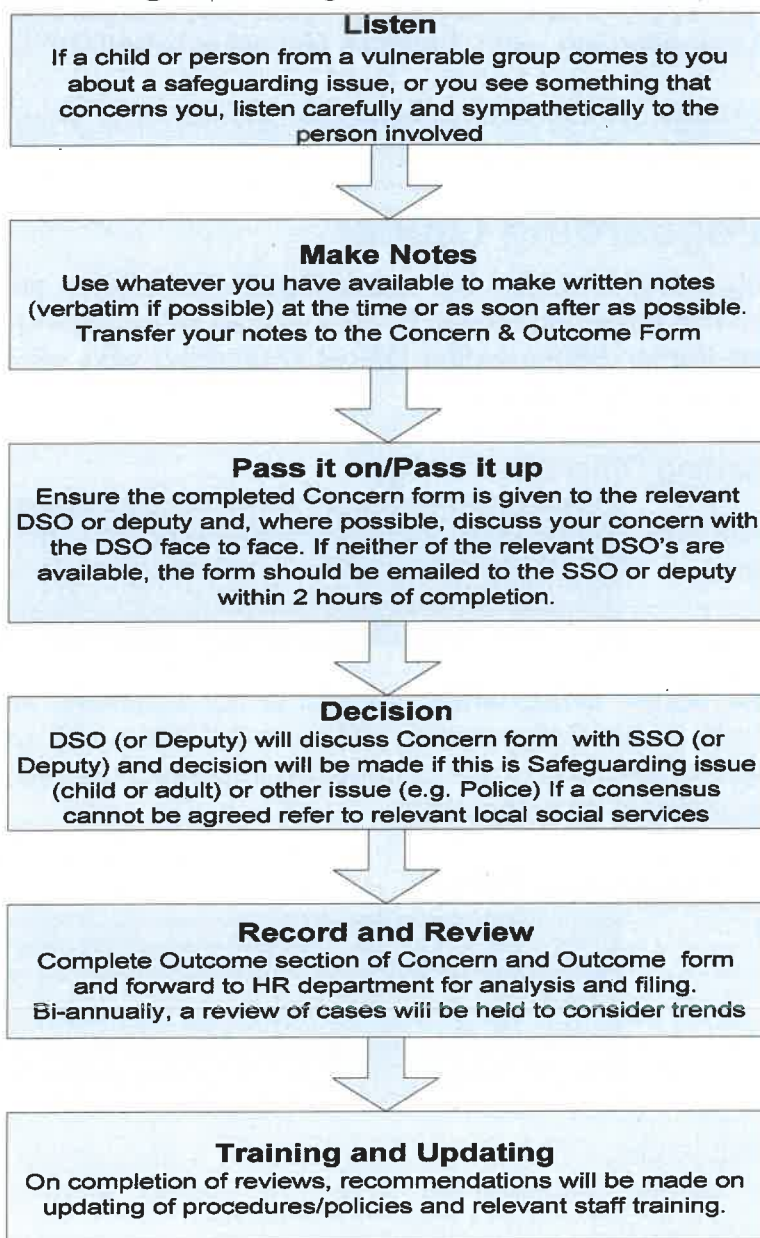 Listen
If a child or person from a vulnerable group comes to you
about a safeguarding issue, or you see something that
concerns you, listen carefully and sympathetically to the
person involved
Make Notes
Use whatever you have available to make written notes
(verbatim if possible) at the time or as soon after as possible.
Transfer your notes to the Concern & Outcome Form
Pass it on/Pass it up
Ensure the completed Concern form is given to the relevant
DSO or deputy and, where possible, discuss your concern with
the DSO face to face. If neither of the relevant DSO's are
available, the form should be emailed to the SSO or deputy
within 2 hours of completion.
Decision
DSO (or Deputy) will discuss Concern form with SSO (or
Deputy) and decision will be made if this is Safeguarding issue
(child or adult) or other issue (e.g. Police) If a consensus
cannot be agreed refer to relevant local social services
Record and Review
Complete Outcome section of Concern and Outcome form
and forward to HR department for analysis and filing.
Bi-annually, a review of cases will be held to consider trends
Training and Updating
On completion of reviews, recommendations will be made on
updating of procedures/policies and relevant staff training.